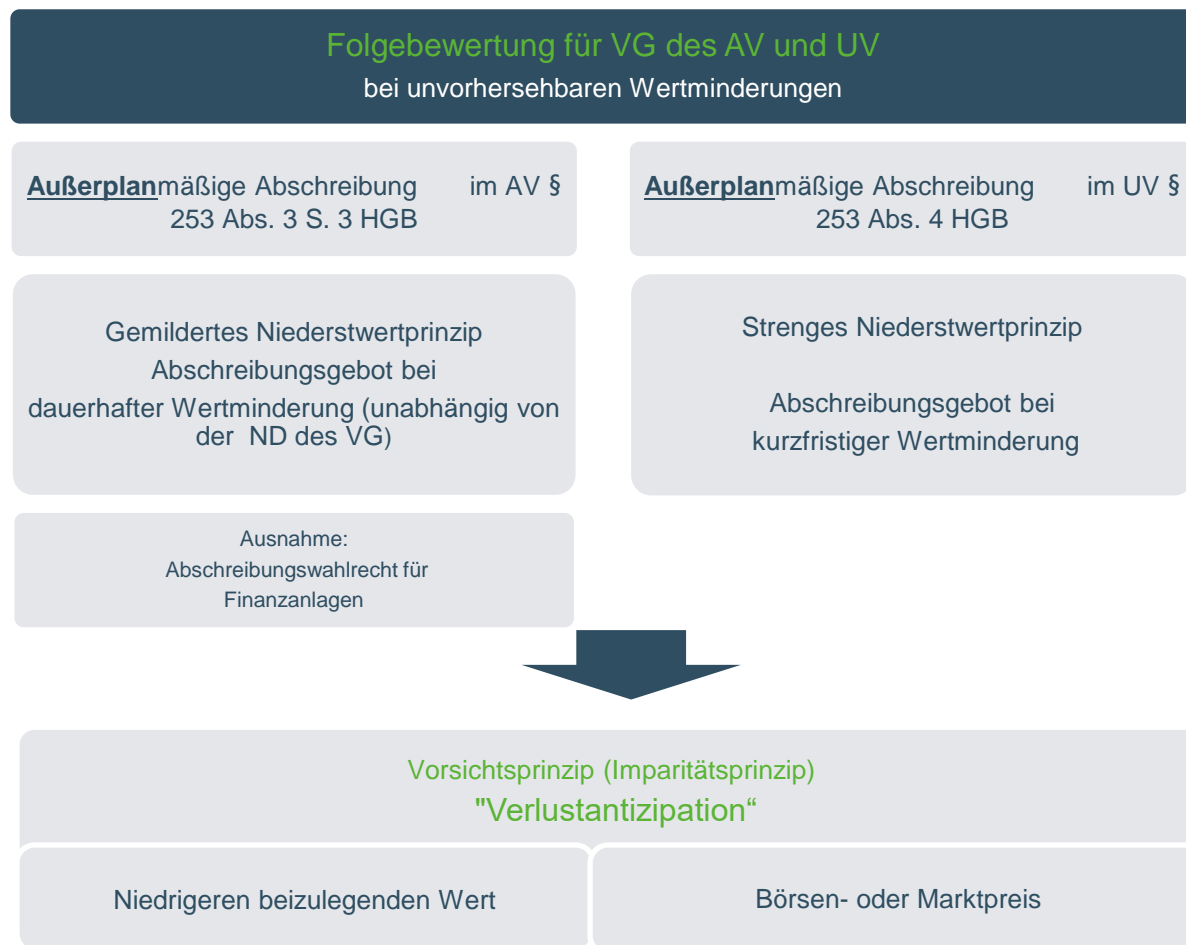 Folgebewertung für VG des AV und UV
bei unvorhersehbaren Wertminderungen
Außerplanmäßige Abschreibung im AV §
253 Abs. 3 S. 3 HGB
Außerplanmäßige Abschreibung im UV §
253 Abs. 4 HGB
Gemildertes Niederstwertprinzip
Abschreibungsgebot bei
dauerhafter Wertminderung (unabhängig von
der ND des VG)
Strenges Niederstwertprinzip
Abschreibungsgebot bei
kurzfristiger Wertminderung
Ausnahme:
Abschreibungswahlrecht für
Finanzanlagen
Vorsichtsprinzip (Imparitätsprinzip)
"Verlustantizipation“
Niedrigeren beizulegenden Wert
Börsen- oder Marktpreis